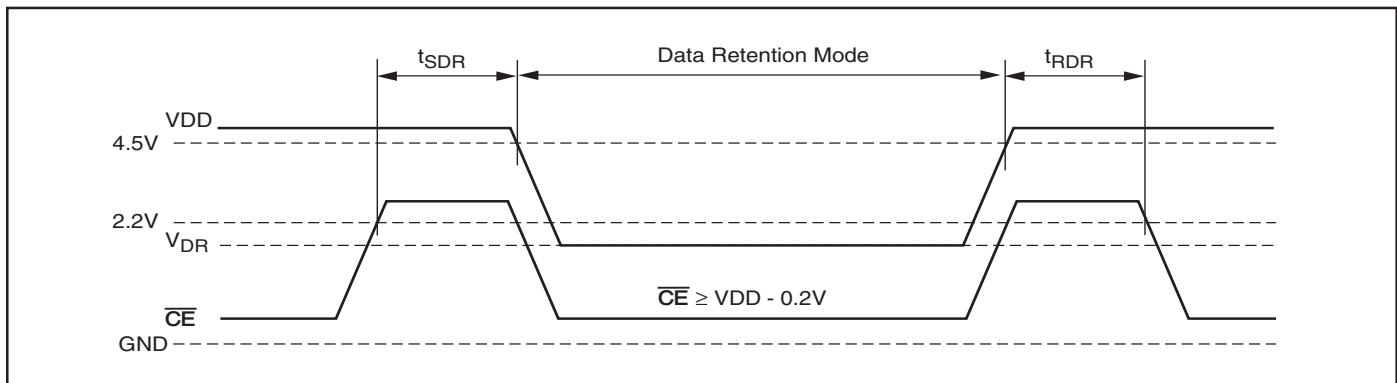 tSDR
Data Retention Mode
tRDR
VDD
4.5V
2.2V
VDR
CE ≥ VDD - 0.2V
CE
GND